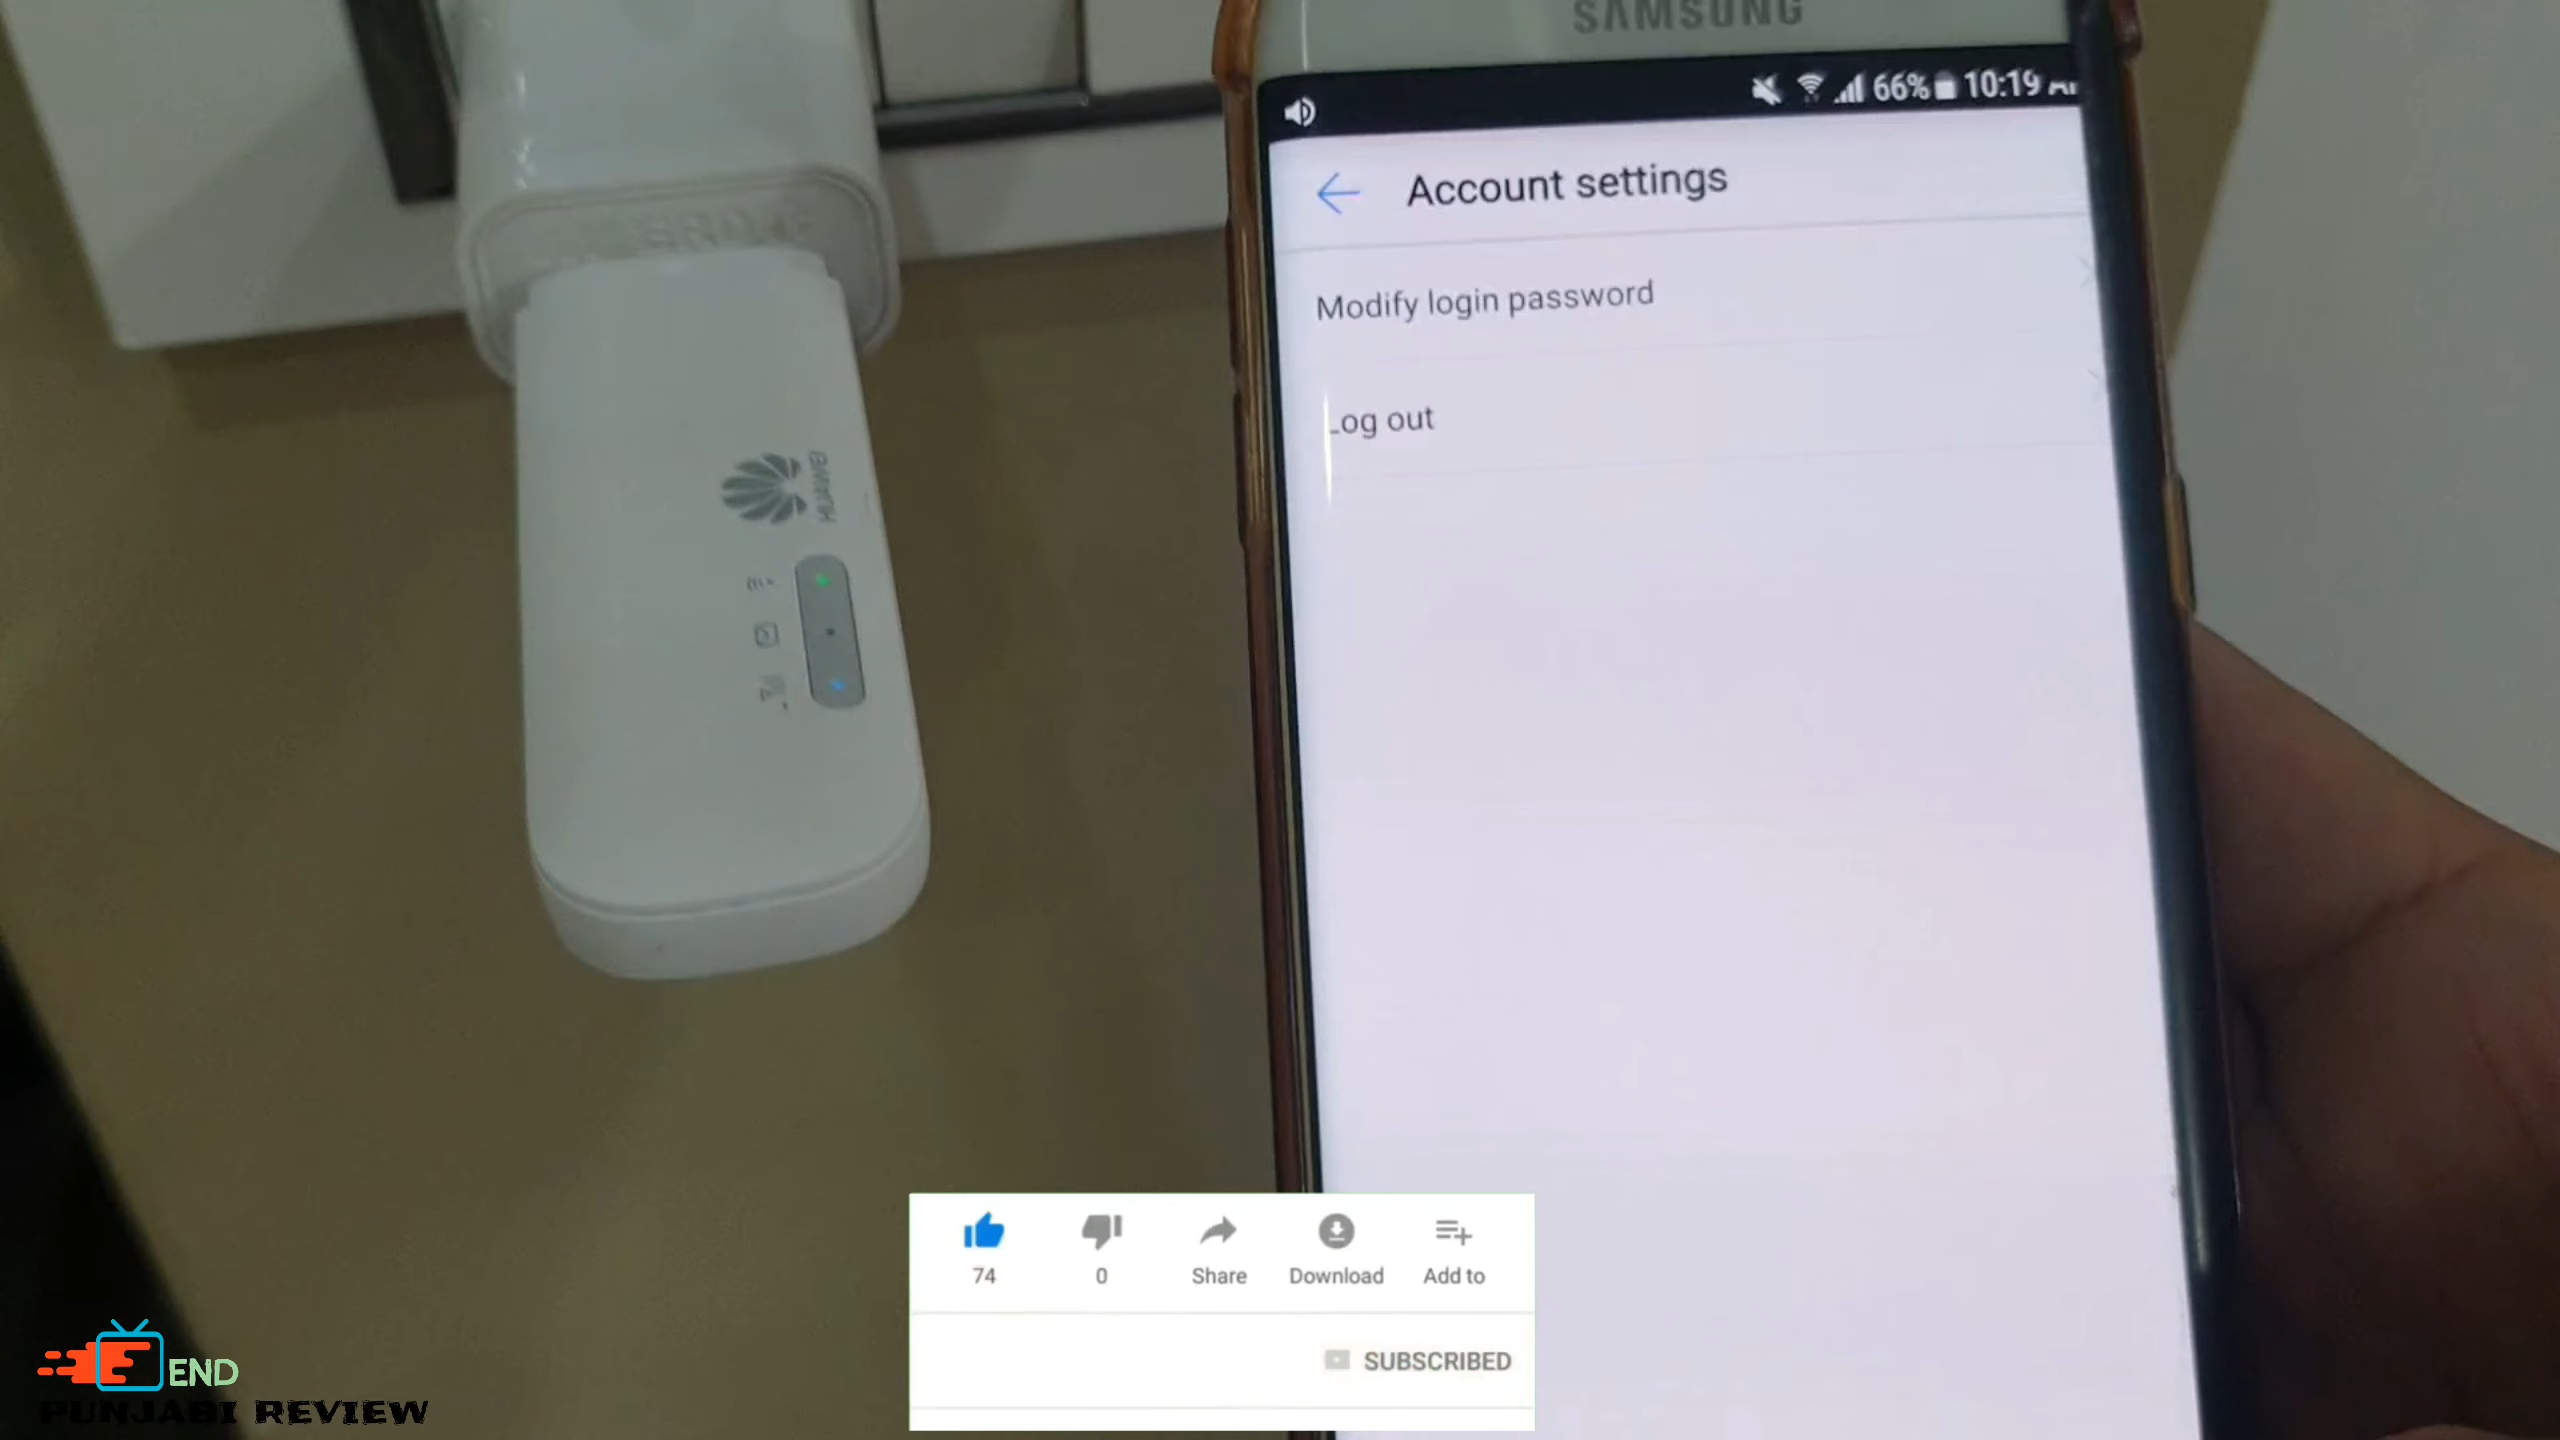 SAMSUNG
66% 10:19 AM
Account settings
Modify login password
Log out
HUAWEI
74
0
Share
Download
Add to
SUBSCRIBED
END
PUNJABI REVIEW